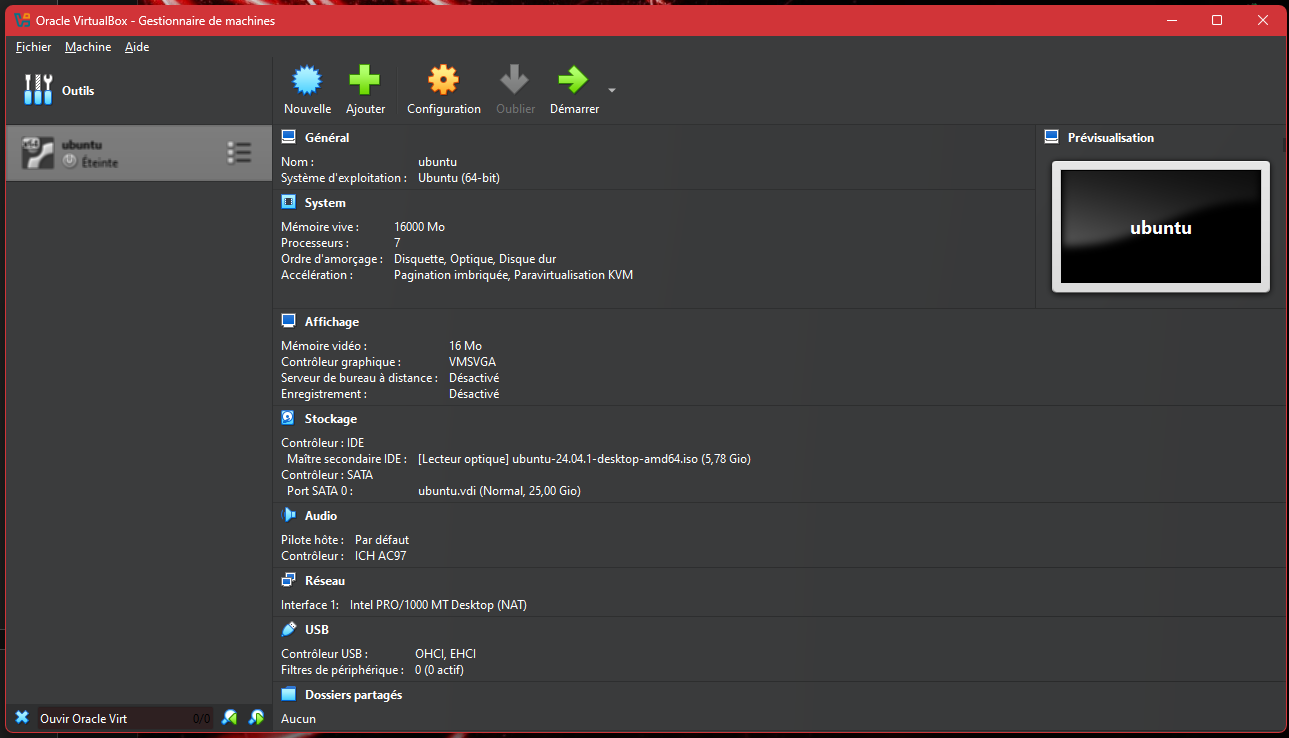 Oracle VirtualBox - Gestionnaire de machines
Fichier Machine Aide
Outils
Nouvelle Ajouter Configuration Oublier Démarrer
x64
ubuntu
Éteinte
Général
Nom : ubuntu
Système d'exploitation : Ubuntu (64-bit)
System
Mémoire vive : 16000 Mo
Processeurs : 7
Ordre d'amorçage : Disquette, Optique, Disque dur
Accélération : Pagination imbriquée, Paravirtualisation KVM
Prévisualisation
ubuntu
Affichage
Mémoire vidéo : 16 Mo
Contrôleur graphique : VMSVGA
Serveur de bureau à distance : Désactivé
Enregistrement : Désactivé
Stockage
Contrôleur : IDE
Maître secondaire IDE : [Lecteur optique] ubuntu-24.04.1-desktop-amd64.iso (5,78 Gio)
Contrôleur : SATA
Port SATA 0 : ubuntu.vdi (Normal, 25,00 Gio)
Audio
Pilote hôte : Par défaut
Contrôleur : ICH AC97
Réseau
Interface 1: Intel PRO/1000 MT Desktop (NAT)
USB
Contrôleur USB : OHCI, EHCI
Filtres de périphérique : 0 (0 actif)
Dossiers partagés
Aucun
Ouvir Oracle Virt 0/0